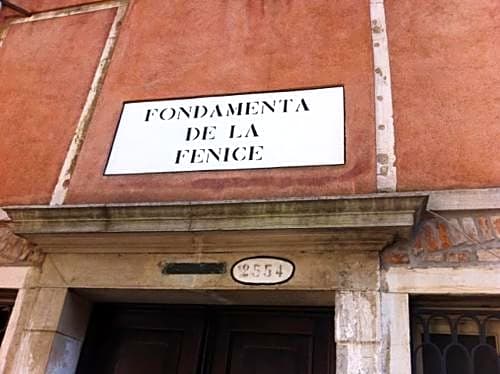 FONDAMENTA
DE LA
FENICE
2554